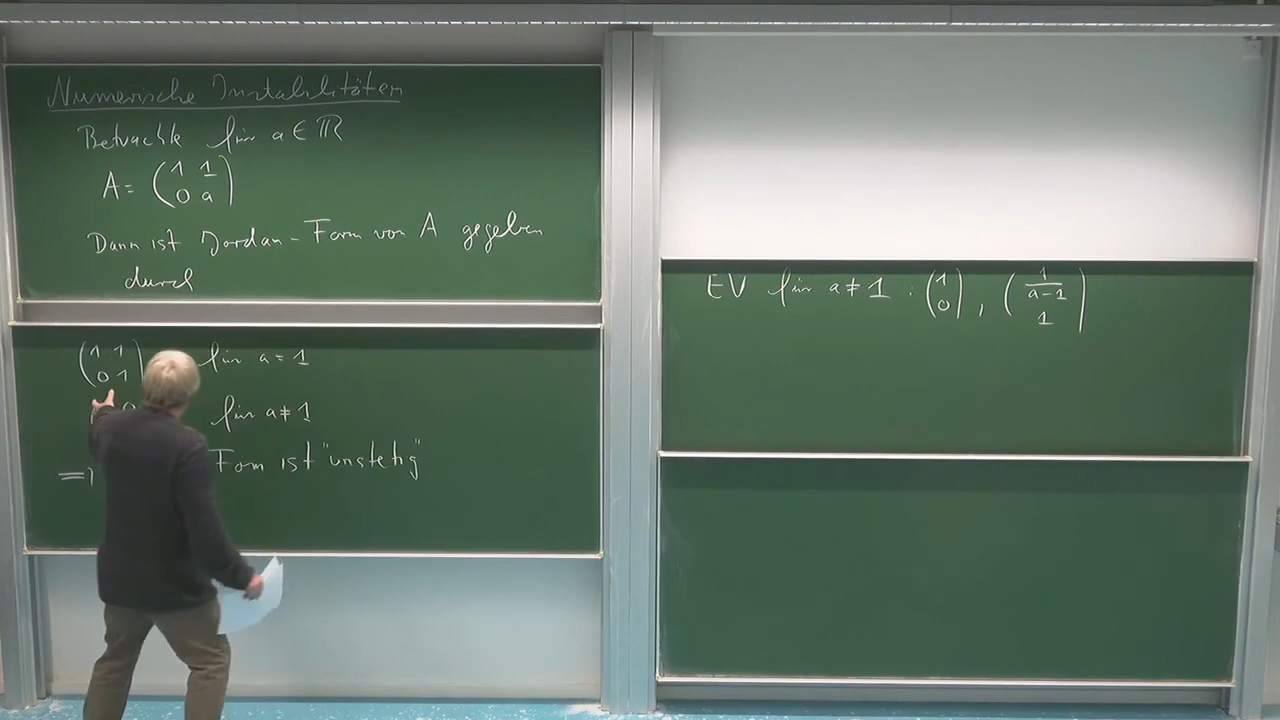 Numerische Instabilitäten
Betrachte für a ∈ ℝ
A = (1 1
0 a)
Dann ist Jordan-Form von A gegeben
durch
(1 1
0 1) für a = 1
0 für a ≠ 1
⇒ Form ist "unstetig"
EV für a ≠ 1 : (1
0), (1/(a-1)
1)